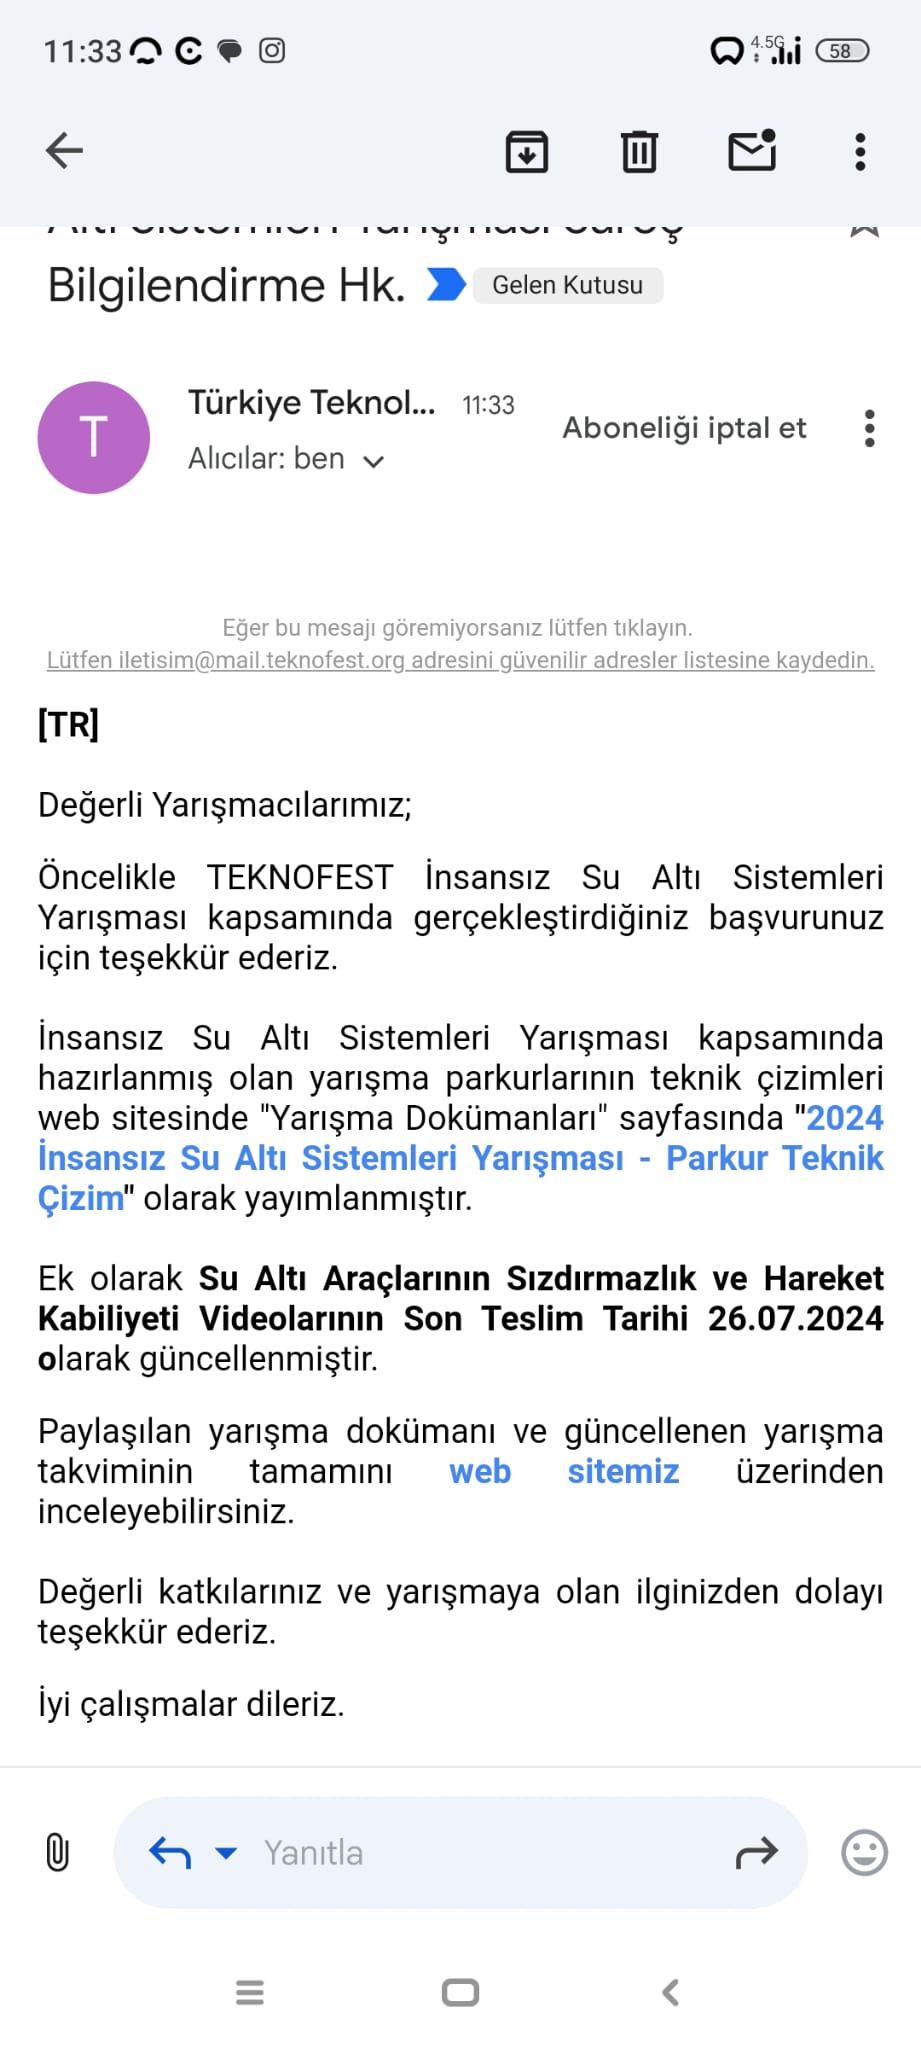 11:33
4.5G
58
Altı Sistemleri Yarışması Süreç
Bilgilendirme Hk.
Gelen Kutusu
T
Türkiye Teknol... 11:33
Aboneliği iptal et
Alıcılar: ben
Eğer bu mesajı göremiyorsanız lütfen tıklayın.
Lütfen iletisim@mail.teknofest.org adresini güvenilir adresler listesine kaydedin.
[TR]
Değerli Yarışmacılarımız;
Öncelikle TEKNOFEST İnsansız Su Altı Sistemleri
Yarışması kapsamında gerçekleştirdiğiniz başvurunuz
için teşekkür ederiz.
İnsansız Su Altı Sistemleri Yarışması kapsamında
hazırlanmış olan yarışma parkurlarının teknik çizimleri
web sitesinde "Yarışma Dokümanları" sayfasında "2024
İnsansız Su Altı Sistemleri Yarışması - Parkur Teknik
Çizim" olarak yayımlanmıştır.
Ek olarak Su Altı Araçlarının Sızdırmazlık ve Hareket
Kabiliyeti Videolarının Son Teslim Tarihi 26.07.2024
olarak güncellenmiştir.
Paylaşılan yarışma dokümanı ve güncellenen yarışma
takviminin tamamını web sitemiz üzerinden
inceleyebilirsiniz.
Değerli katkılarınız ve yarışmaya olan ilginizden dolayı
teşekkür ederiz.
İyi çalışmalar dileriz.
Yanıtla